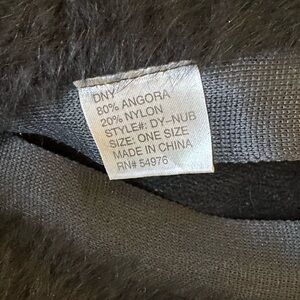 DNY
80% ANGORA
20% NYLON
STYLE#: DY-NUB
SIZE: ONE SIZE
MADE IN CHINA
RN# 54976